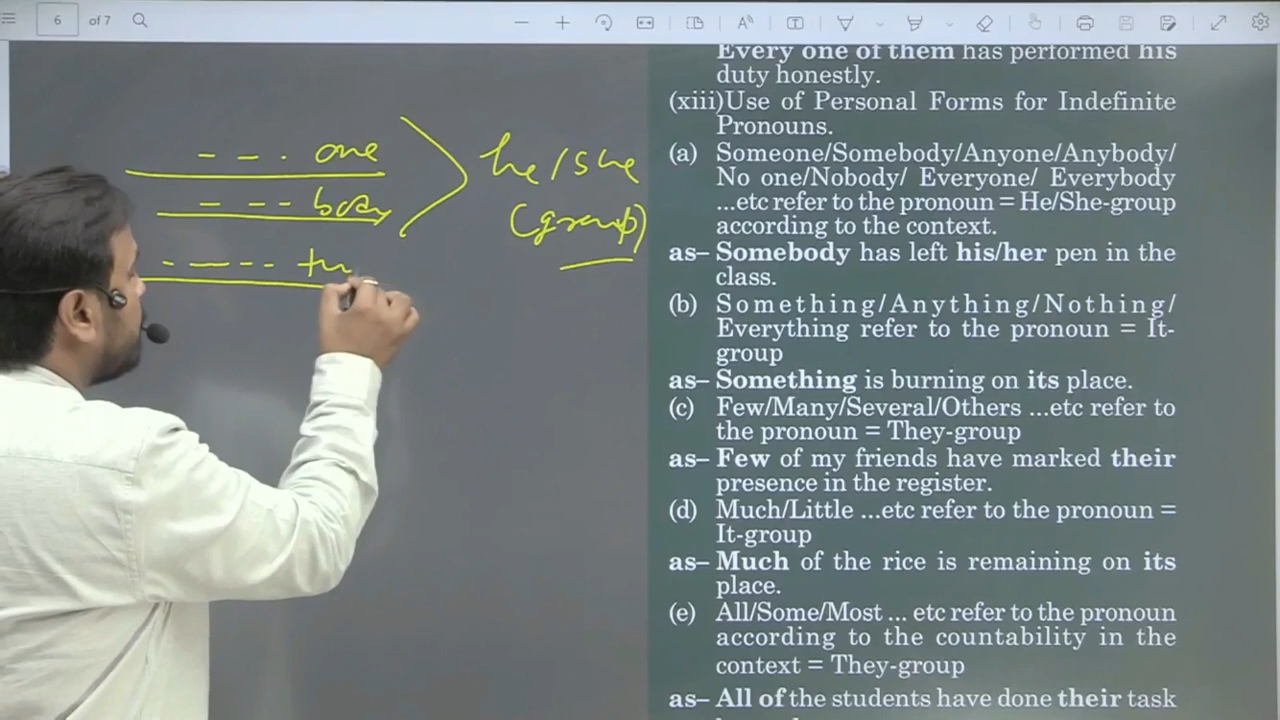 6 of 7
--- one
--- body
---- th
he/she
(group)
Every one of them has performed his
duty honestly.
(xiii)Use of Personal Forms for Indefinite
Pronouns.
(a) Someone/Somebody/Anyone/Anybody/
No one/Nobody/ Everyone/ Everybody
...etc refer to the pronoun = He/She-group
according to the context.
as– Somebody has left his/her pen in the
class.
(b) Something/Anything/Nothing/
Everything refer to the pronoun = It-
group
as– Something is burning on its place.
(c) Few/Many/Several/Others ...etc refer to
the pronoun = They-group
as– Few of my friends have marked their
presence in the register.
(d) Much/Little ...etc refer to the pronoun =
It-group
as– Much of the rice is remaining on its
place.
(e) All/Some/Most ... etc refer to the pronoun
according to the countability in the
context = They-group
as– All of the students have done their task